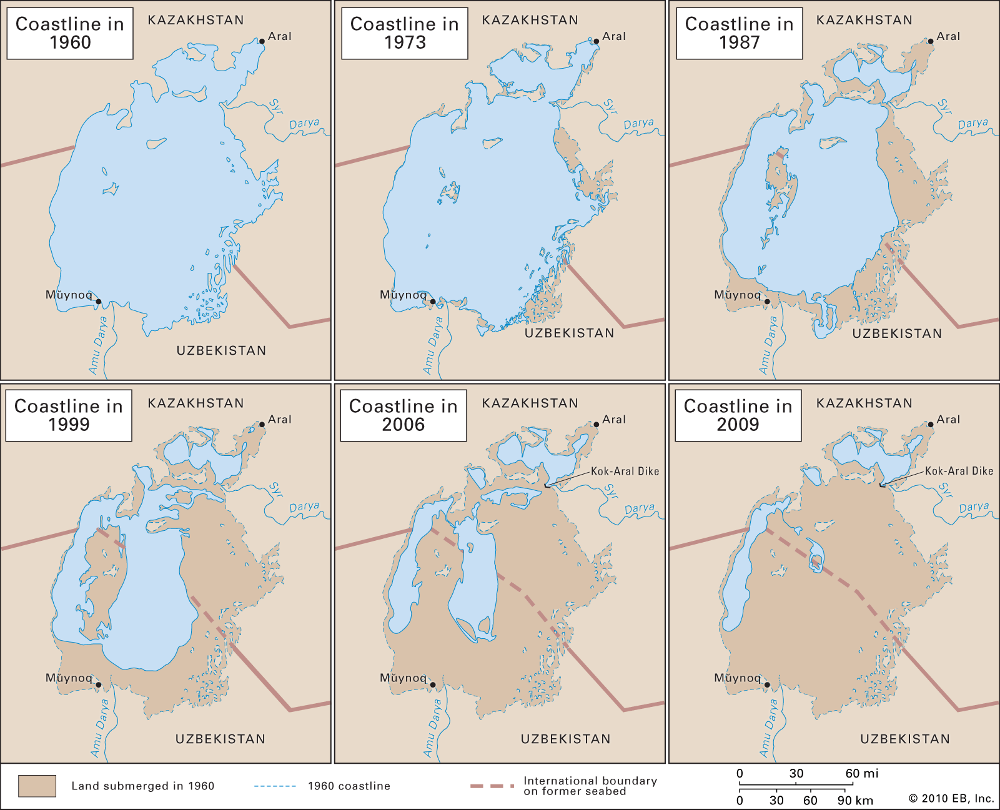 Coastline in
1960
KAZAKHSTAN
Aral
Syr
Darya
Mŭynoq
Amu Darya
UZBEKISTAN
Coastline in
1973
KAZAKHSTAN
Aral
Syr
Darya
Mŭynoq
Amu Darya
UZBEKISTAN
Coastline in
1987
KAZAKHSTAN
Aral
Syr
Darya
Mŭynoq
Amu Darya
UZBEKISTAN
Coastline in
1999
KAZAKHSTAN
Aral
Syr
Darya
Mŭynoq
Amu Darya
UZBEKISTAN
Coastline in
2006
KAZAKHSTAN
Aral
Kok-Aral Dike
Syr
Darya
Mŭynoq
Amu Darya
UZBEKISTAN
Coastline in
2009
KAZAKHSTAN
Aral
Kok-Aral Dike
Syr
Darya
Mŭynoq
Amu Darya
UZBEKISTAN
Land submerged in 1960
1960 coastline
International boundary
on former seabed
0 30 60 mi
0 30 60 90 km
© 2010 EB, Inc.